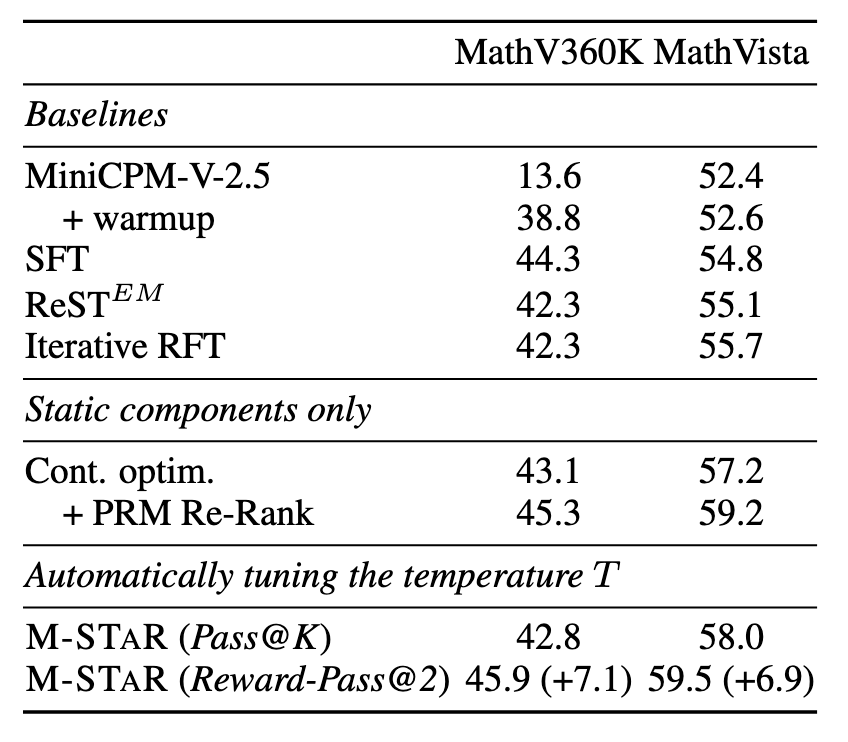 MathV360K MathVista
Baselines
MiniCPM-V-2.5 13.6 52.4
+ warmup 38.8 52.6
SFT 44.3 54.8
ReST^{EM} 42.3 55.1
Iterative RFT 42.3 55.7
Static components only
Cont. optim. 43.1 57.2
+ PRM Re-Rank 45.3 59.2
Automatically tuning the temperature T
M-STAR (Pass@K) 42.8 58.0
M-STAR (Reward-Pass@2) 45.9 (+7.1) 59.5 (+6.9)